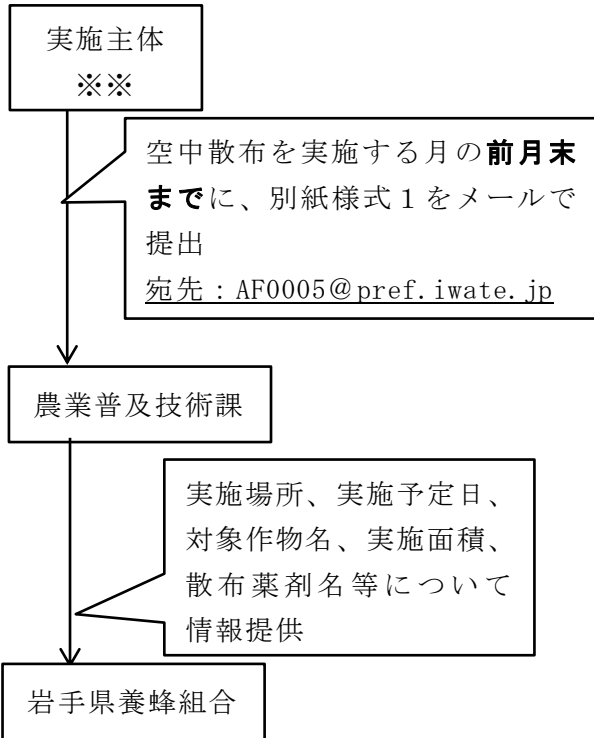 実施主体
※※
空中散布を実施する月の前月末
までに、別紙様式１をメールで
提出
宛先：AF0005@pref.iwate.jp
農業普及技術課
実施場所、実施予定日、
対象作物名、実施面積、
散布薬剤名等について
情報提供
岩手県養蜂組合